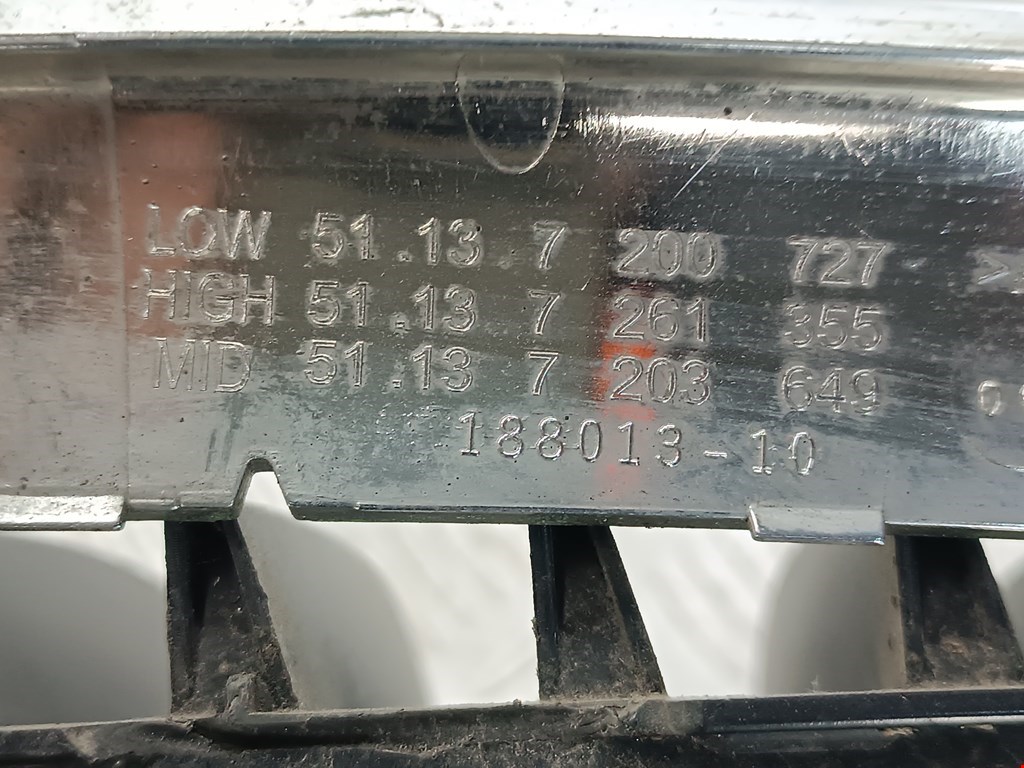 LOW 51.13 7 200 727
HIGH 51.13 7 261 355
MID 51.13 7 203 649
188013-10